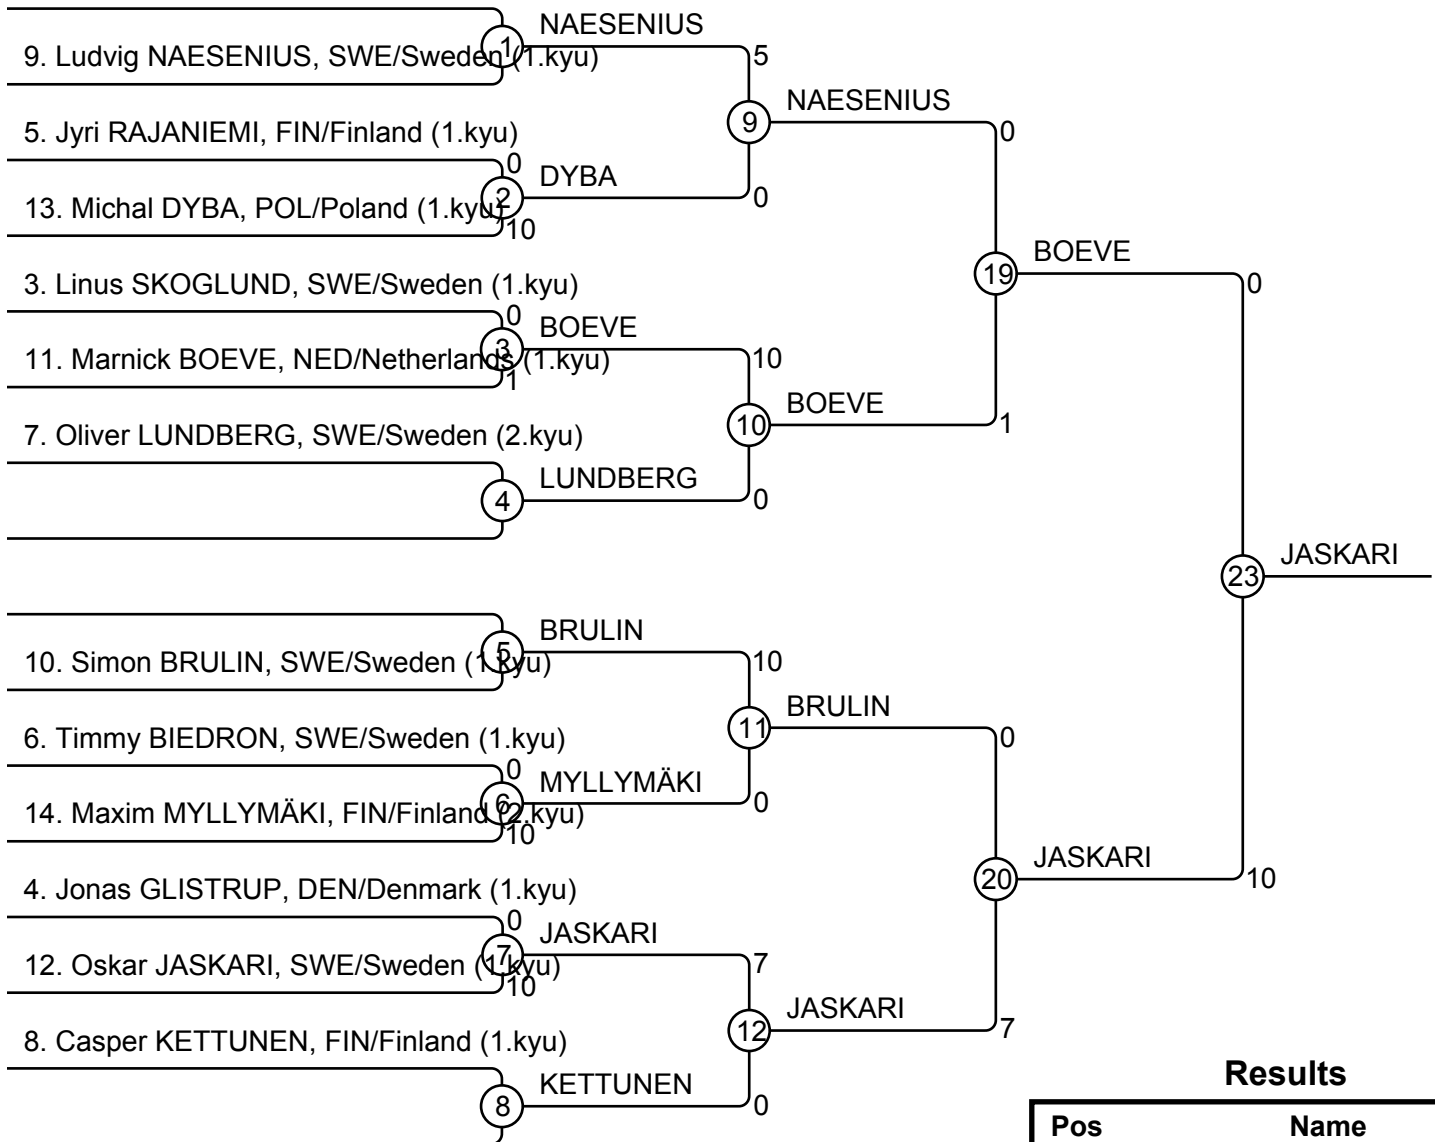 NAESENIUS
9. Ludvig NAESENIUS, SWE/Sweden (1.kyu)
1
5
NAESENIUS
9
0
5. Jyri RAJANIEMI, FIN/Finland (1.kyu)
0
DYBA
2
0
13. Michal DYBA, POL/Poland (1.kyu)
10
BOEVE
19
0
3. Linus SKOGLUND, SWE/Sweden (1.kyu)
0
BOEVE
3
10
11. Marnick BOEVE, NED/Netherlands (1.kyu)
1
BOEVE
10
1
7. Oliver LUNDBERG, SWE/Sweden (2.kyu)
LUNDBERG
4
0
JASKARI
23
BRULIN
5
10
10. Simon BRULIN, SWE/Sweden (1.kyu)
BRULIN
11
0
6. Timmy BIEDRON, SWE/Sweden (1.kyu)
0
MYLLYMÄKI
6
0
14. Maxim MYLLYMÄKI, FIN/Finland (2.kyu)
10
JASKARI
20
10
4. Jonas GLISTRUP, DEN/Denmark (1.kyu)
0
JASKARI
7
7
12. Oskar JASKARI, SWE/Sweden (1.kyu)
10
JASKARI
12
7
8. Casper KETTUNEN, FIN/Finland (1.kyu)
KETTUNEN
8
0
Results
Pos Name